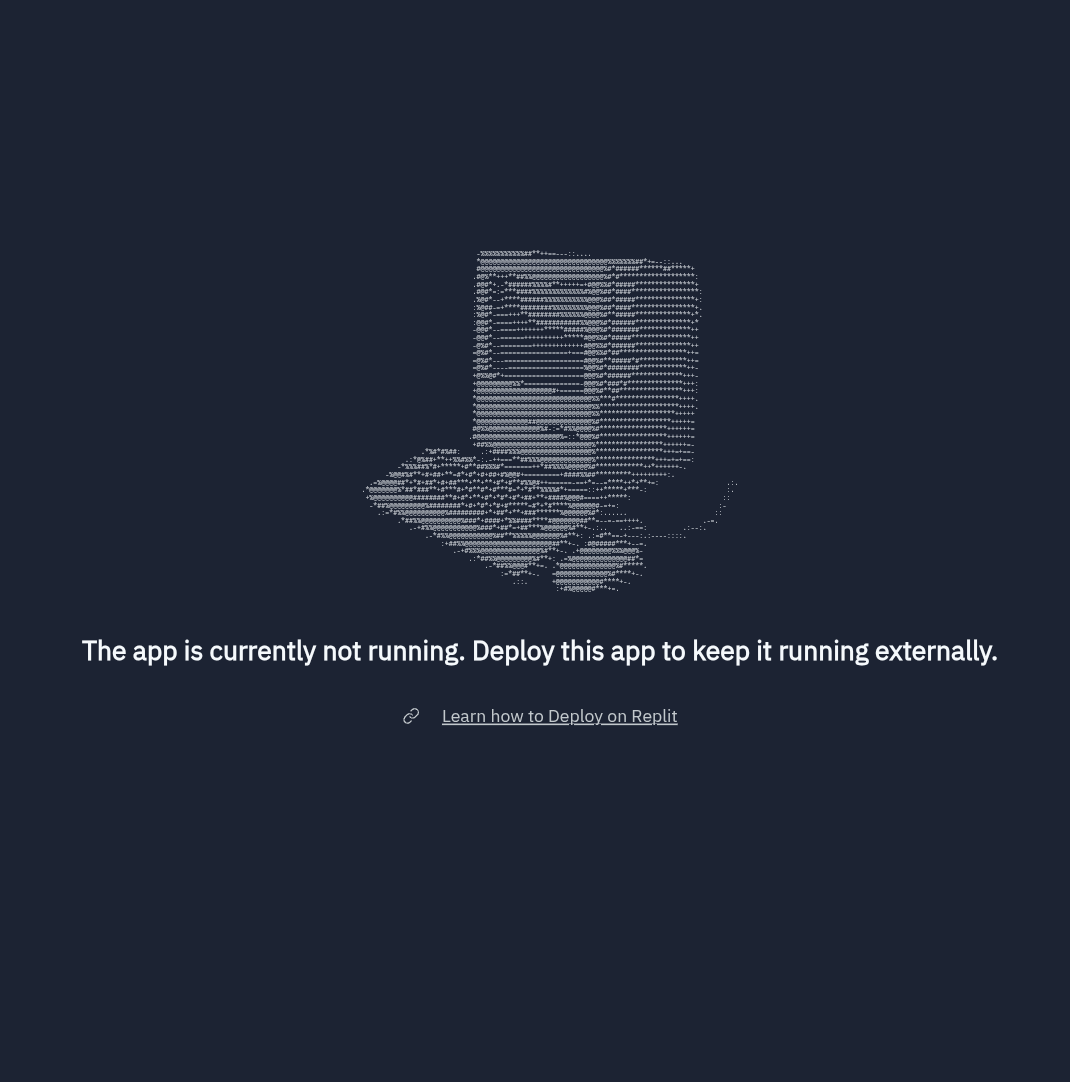 The app is currently not running. Deploy this app to keep it running externally.
Learn how to Deploy on Replit